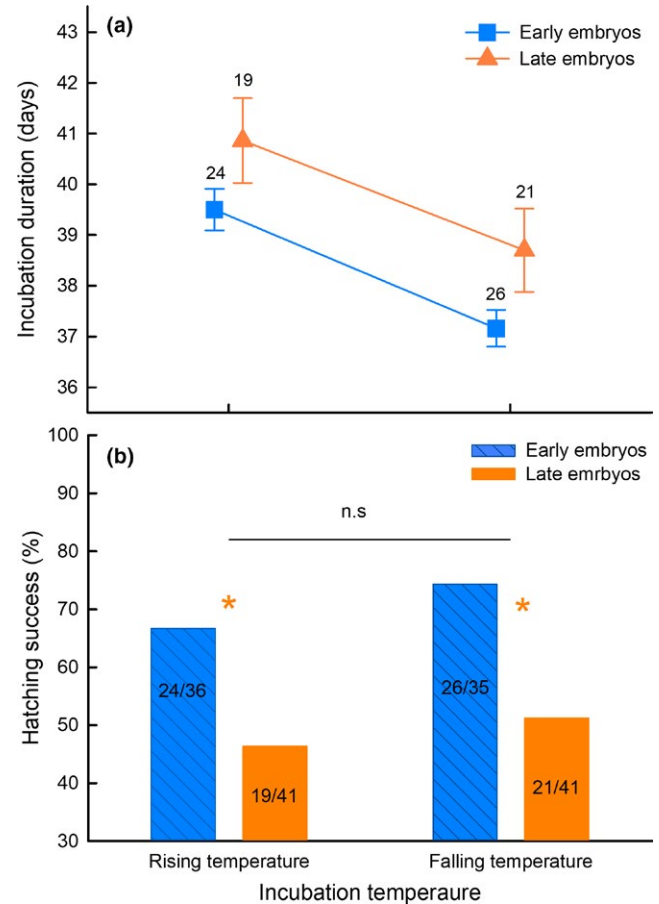 (a)
Early embryos
Late embryos
Incubation duration (days)
43
42
41
40
39
38
37
36
24
19
26
21
(b)
Early embryos
Late emrbyos
Hatching success (%)
100
90
80
70
60
50
40
30
n.s
*
*
24/36
19/41
26/35
21/41
Rising temperature
Falling temperature
Incubation temperaure